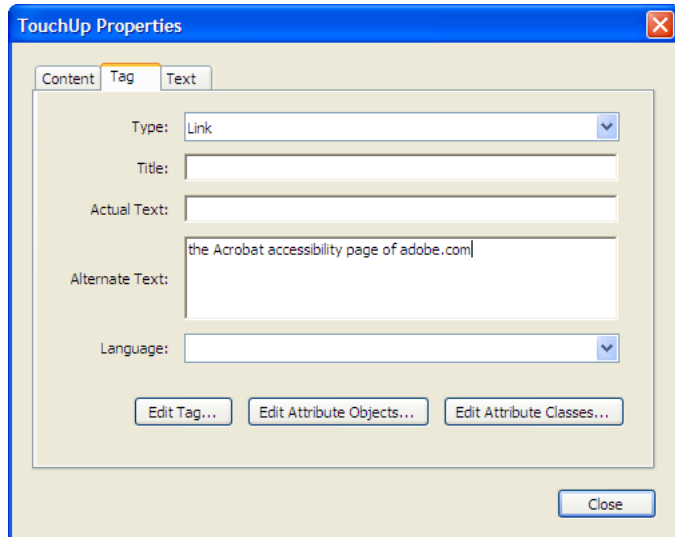 TouchUp Properties
Content Tag Text
Type: Link
Title:
Actual Text:
Alternate Text: the Acrobat accessibility page of adobe.com
Language:
Edit Tag... Edit Attribute Objects... Edit Attribute Classes...
Close